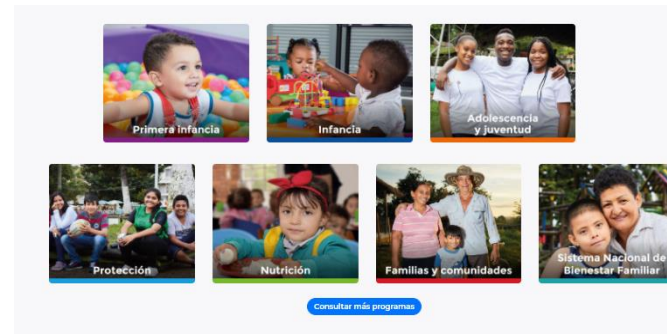 Primera infancia
Infancia
Adolescencia
y juventud
Protección
Nutrición
Familias y comunidades
Sistema Nacional de
Bienestar Familiar
Consultar más programas